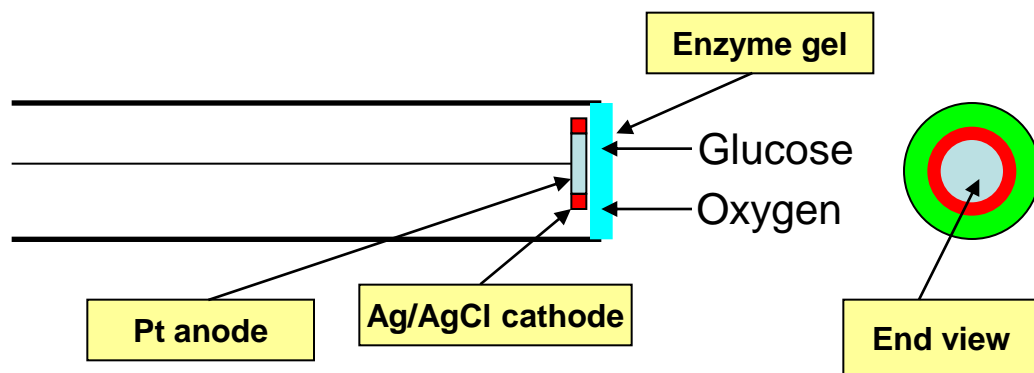 Enzyme gel
Glucose
Oxygen
Pt anode
Ag/AgCl cathode
End view